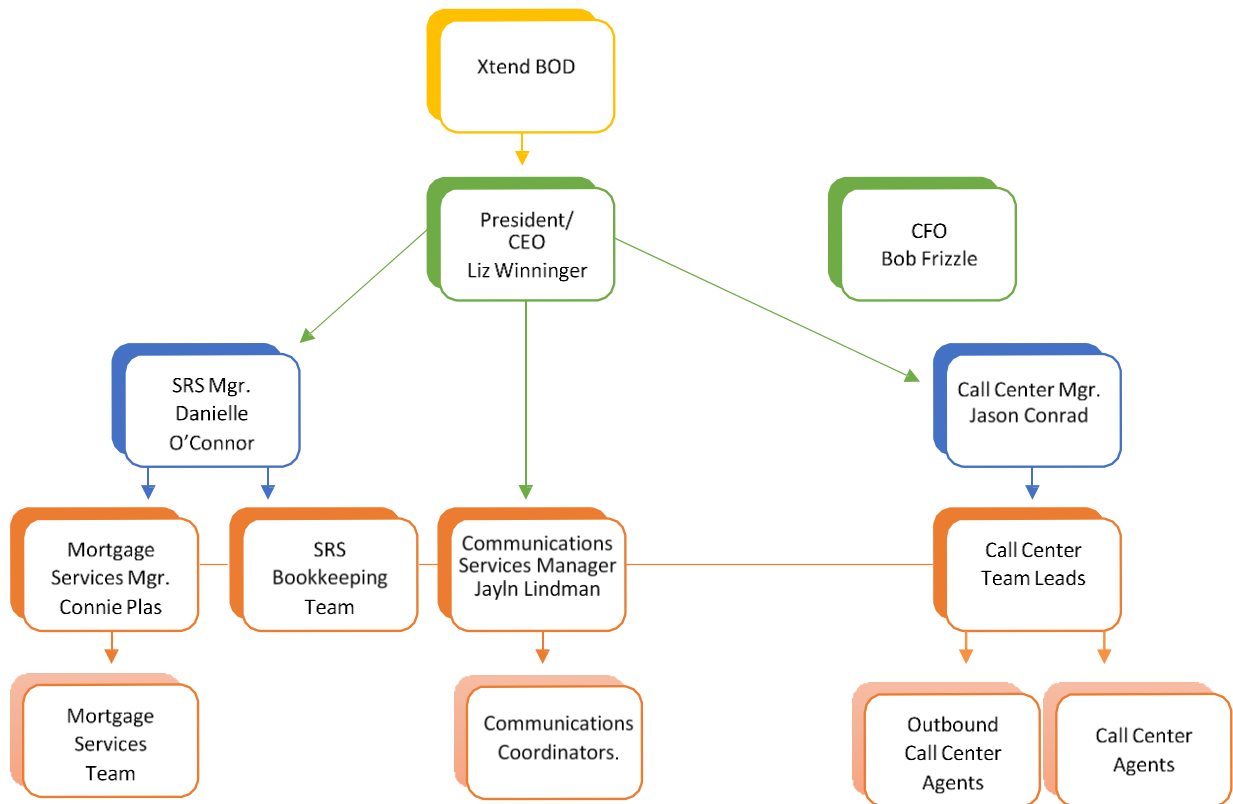 Xtend BOD
President/
CEO
Liz Winninger
CFO
Bob Frizzle
SRS Mgr.
Danielle
O’Connor
Call Center Mgr.
Jason Conrad
Mortgage
Services Mgr.
Connie Plas
SRS
Bookkeeping
Team
Communications
Services Manager
Jayln Lindman
Call Center
Team Leads
Mortgage
Services
Team
Communications
Coordinators.
Outbound
Call Center
Agents
Call Center
Agents